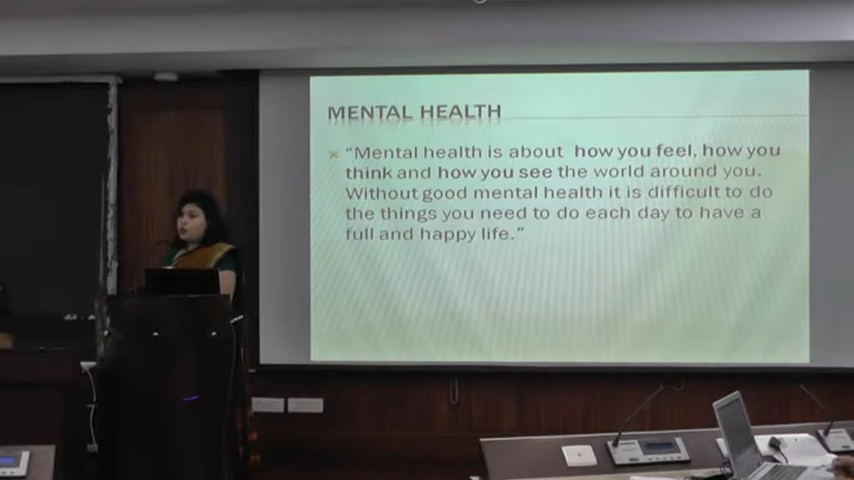 MENTAL HEALTH
“Mental health is about how you feel, how you
think and how you see the world around you.
Without good mental health it is difficult to do
the things you need to do each day to have a
full and happy life.”